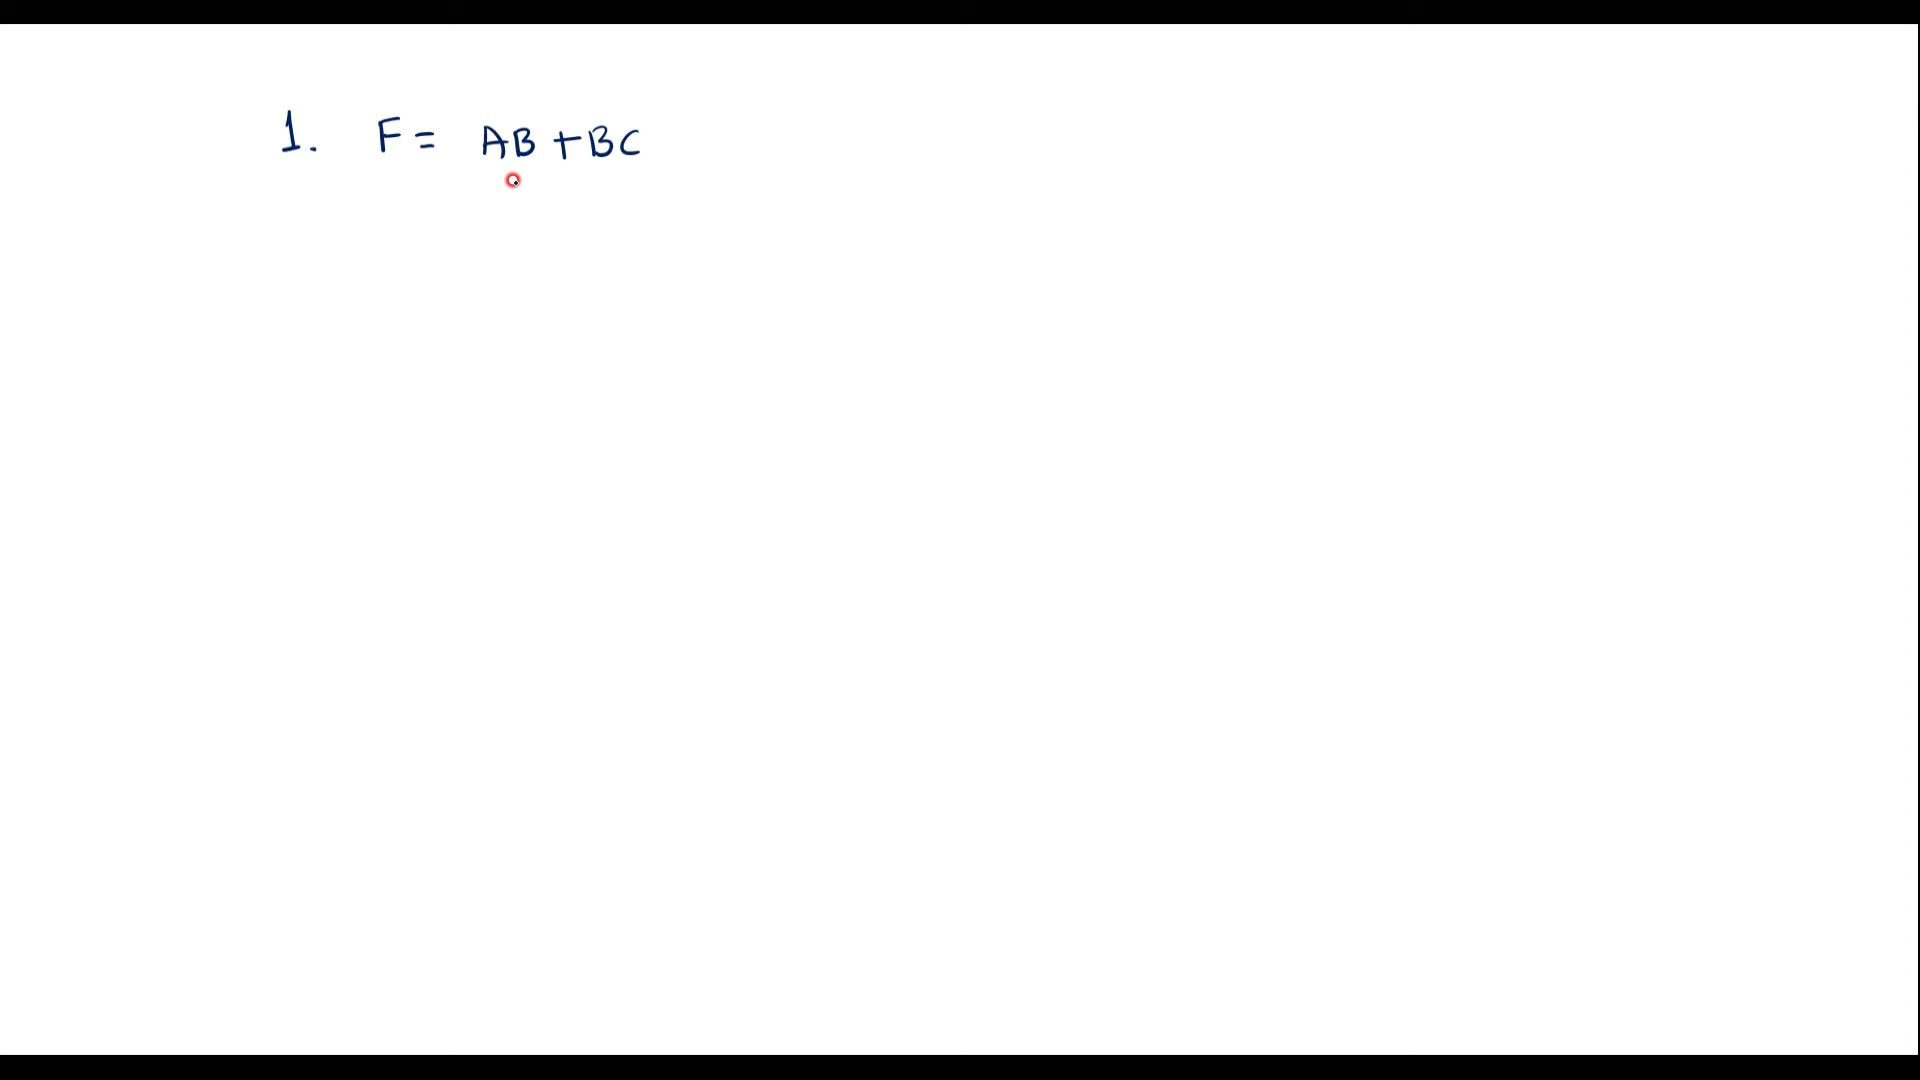 1. F = AB + BC